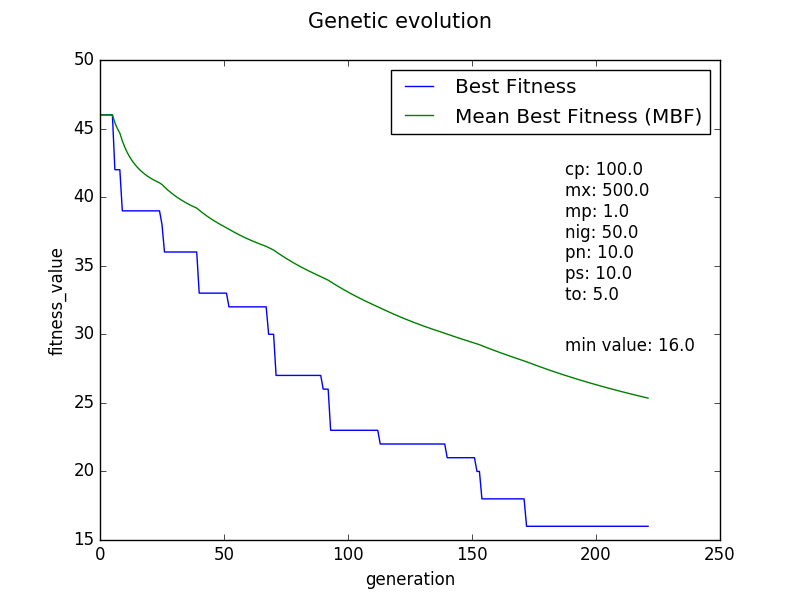 Genetic evolution
Best Fitness
Mean Best Fitness (MBF)
cp: 100.0
mx: 500.0
mp: 1.0
nig: 50.0
pn: 10.0
ps: 10.0
to: 5.0
min value: 16.0
fitness_value
50
45
40
35
30
25
20
15
0 50 100 150 200 250
generation